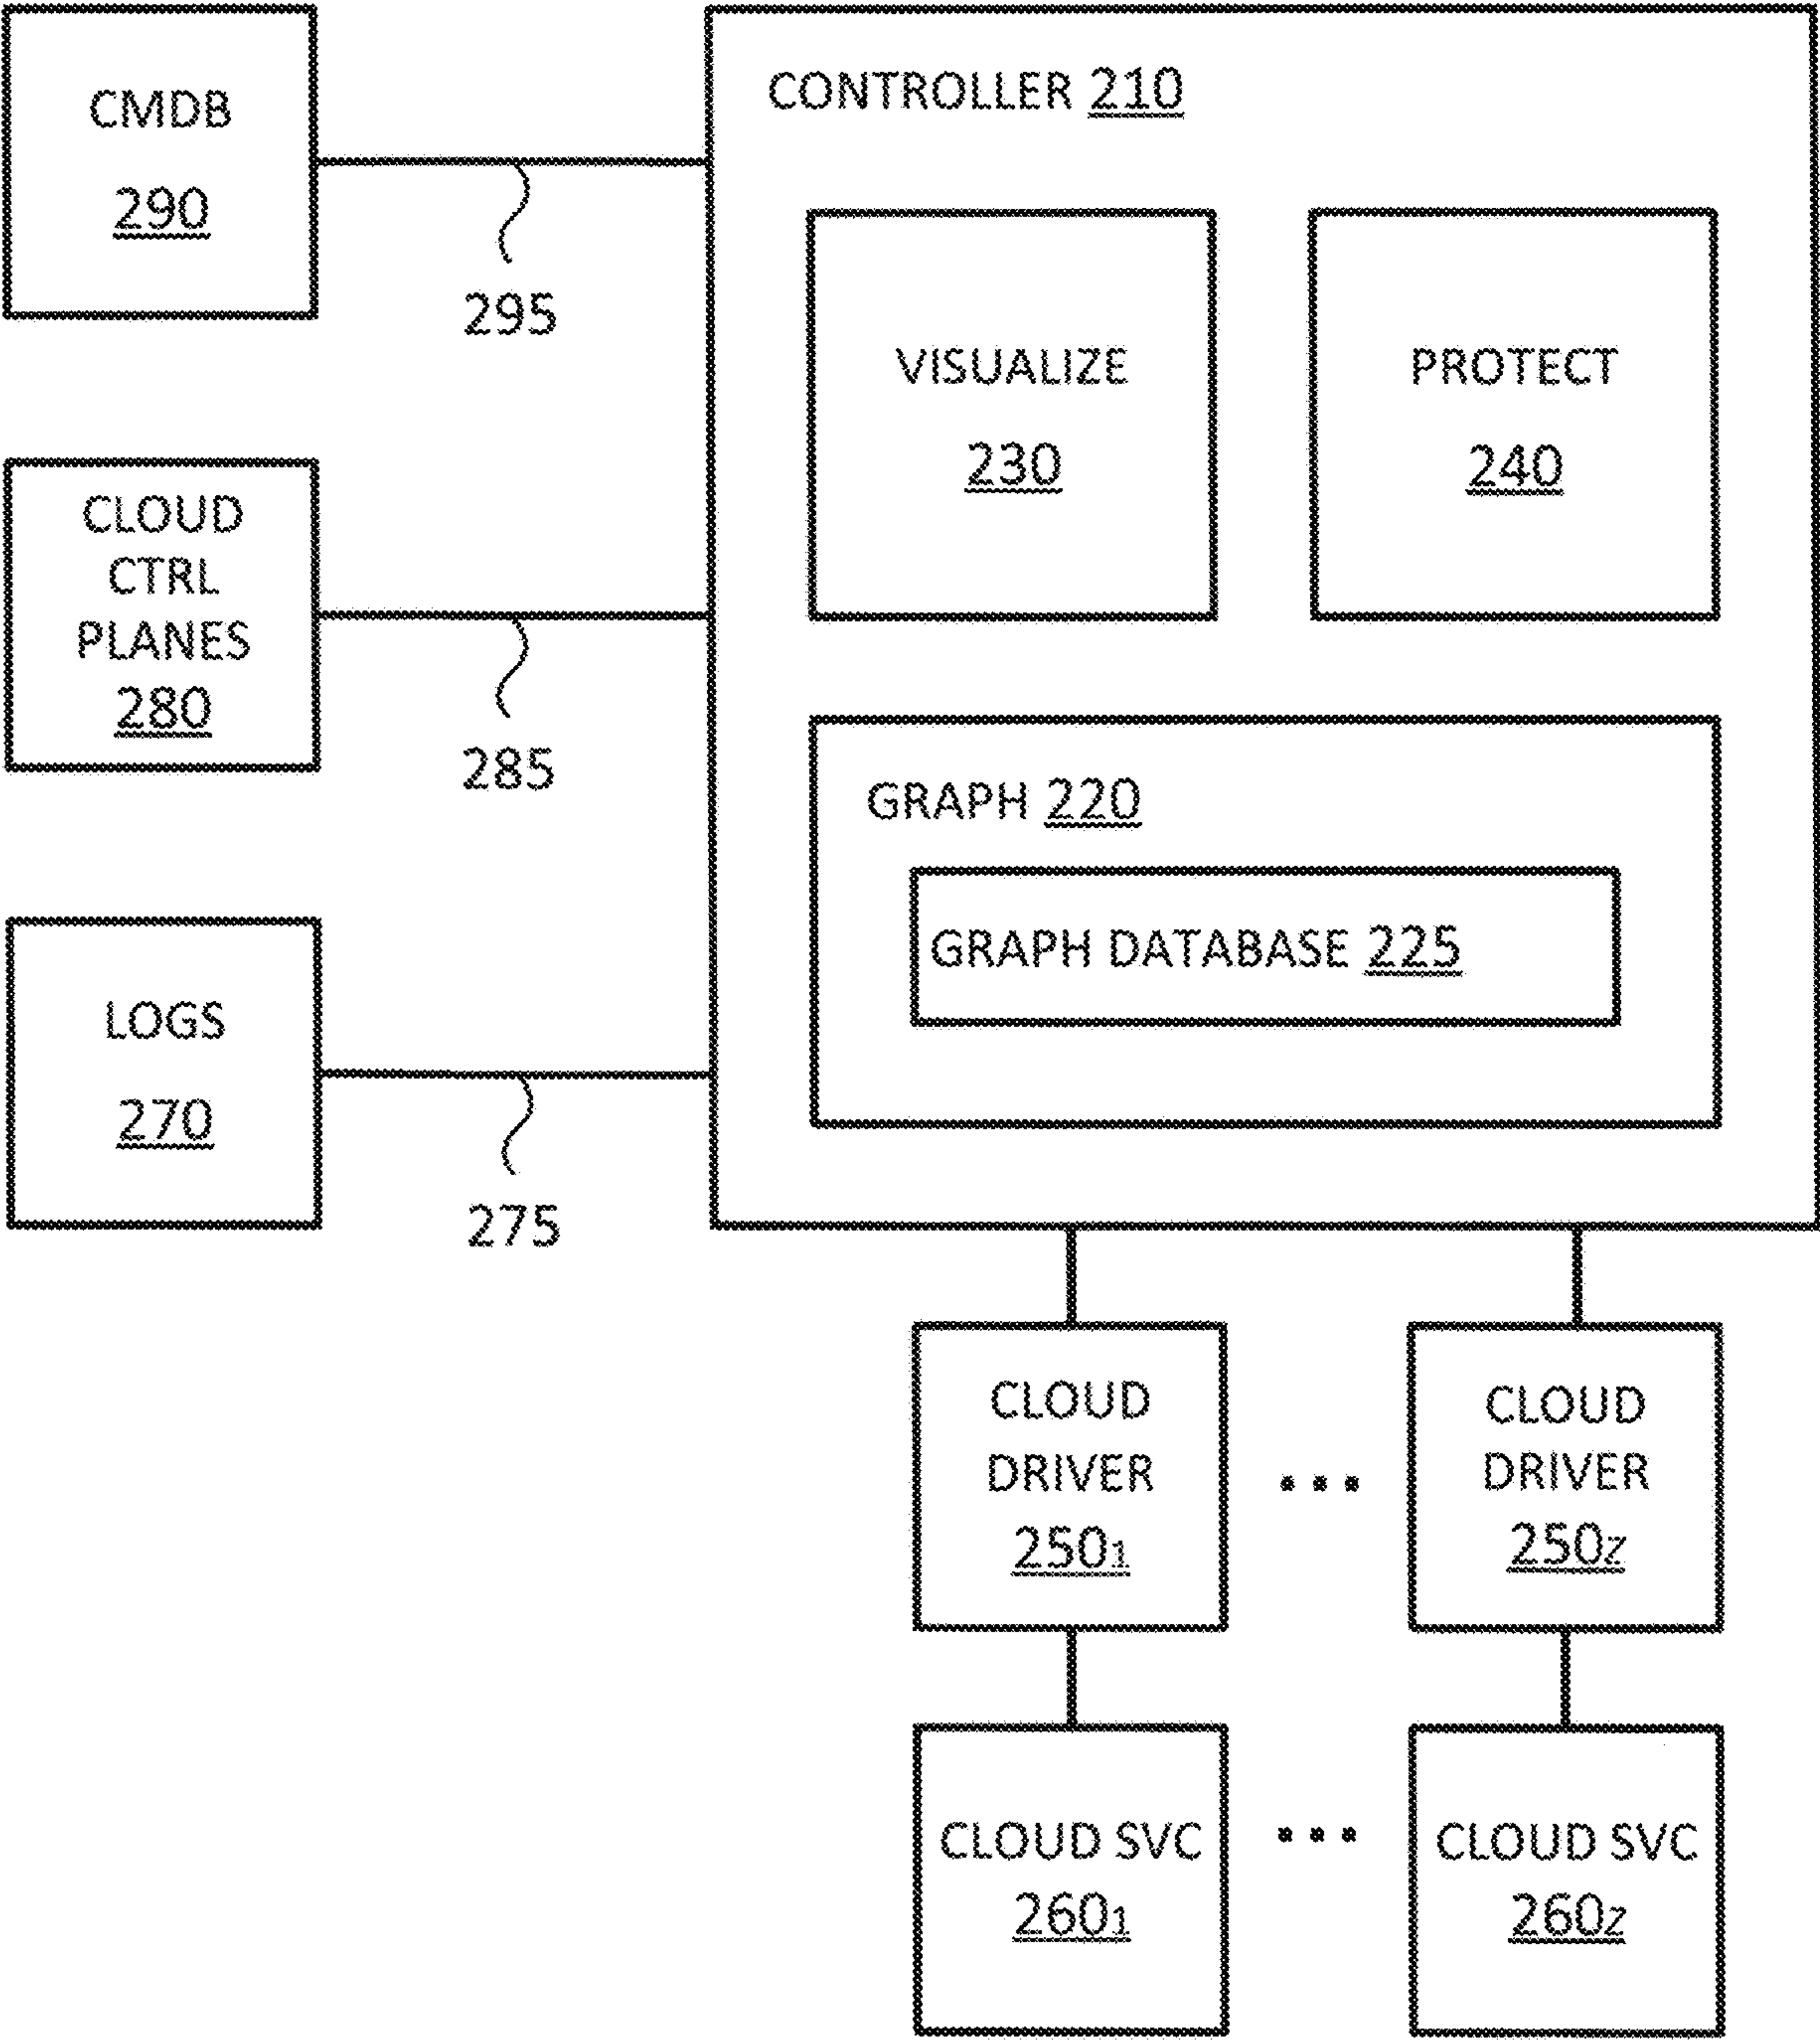 CMDB
290
295
CLOUD
CTRL
PLANES
280
285
LOGS
270
275
CONTROLLER 210
VISUALIZE
230
PROTECT
240
GRAPH 220
GRAPH DATABASE 225
CLOUD
DRIVER
250₁
...
CLOUD
DRIVER
250Z
CLOUD SVC
260₁
...
CLOUD SVC
260Z